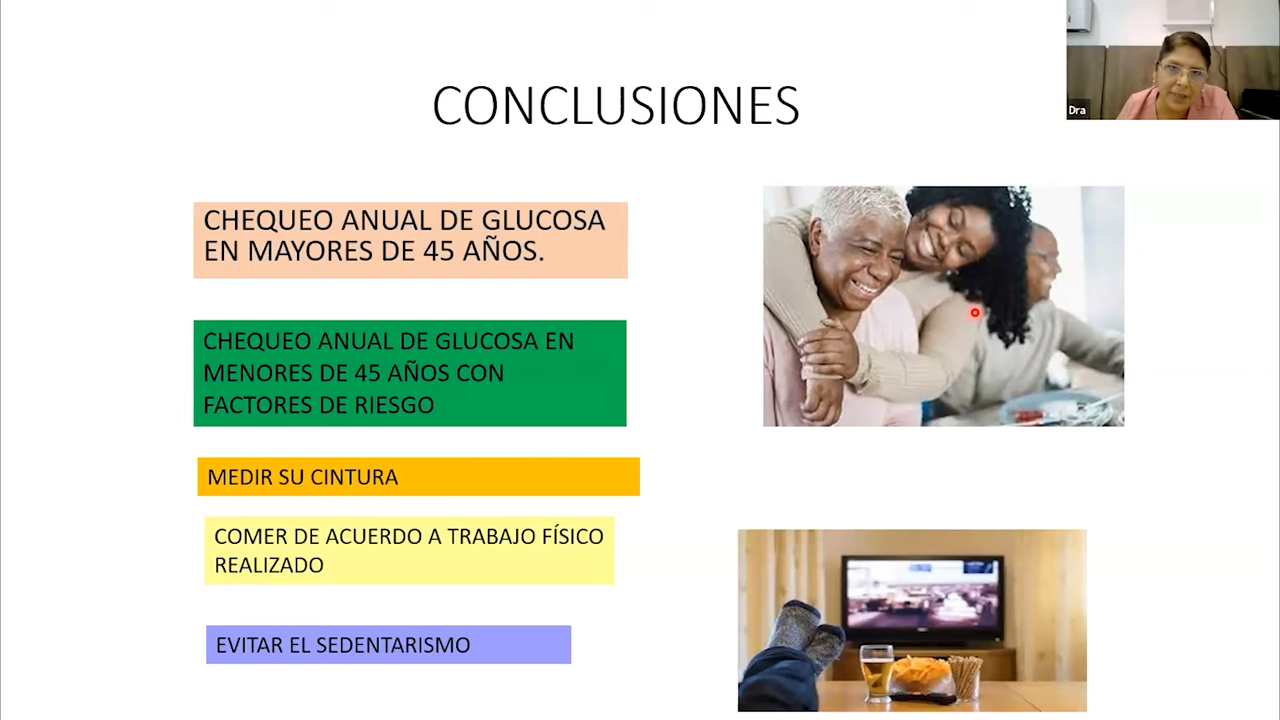 CONCLUSIONES
Dra
CHEQUEO ANUAL DE GLUCOSA
EN MAYORES DE 45 AÑOS.
CHEQUEO ANUAL DE GLUCOSA EN
MENORES DE 45 AÑOS CON
FACTORES DE RIESGO
MEDIR SU CINTURA
COMER DE ACUERDO A TRABAJO FÍSICO
REALIZADO
EVITAR EL SEDENTARISMO